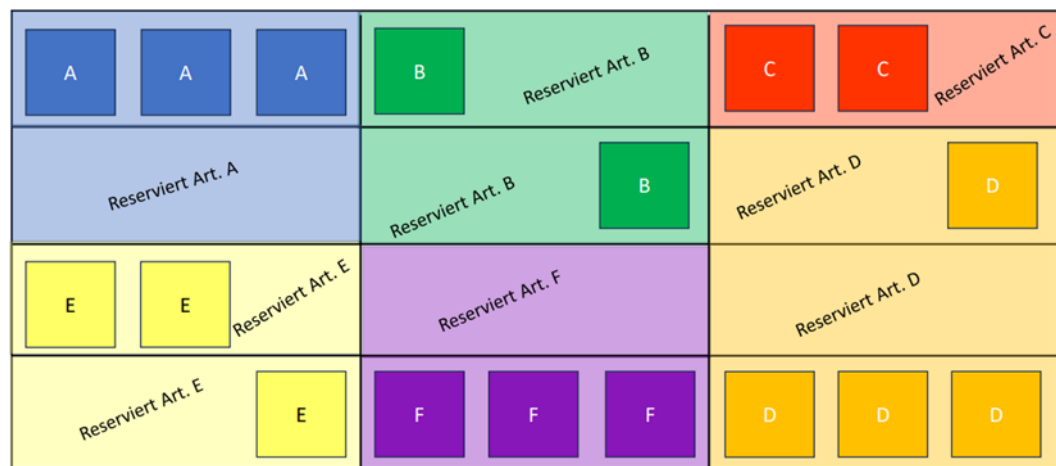 A A A B Reserviert Art. B C C Reserviert Art. C
Reserviert Art. A Reserviert Art. B B Reserviert Art. D D
E E Reserviert Art. E Reserviert Art. F Reserviert Art. D
Reserviert Art. E E F F F D D D